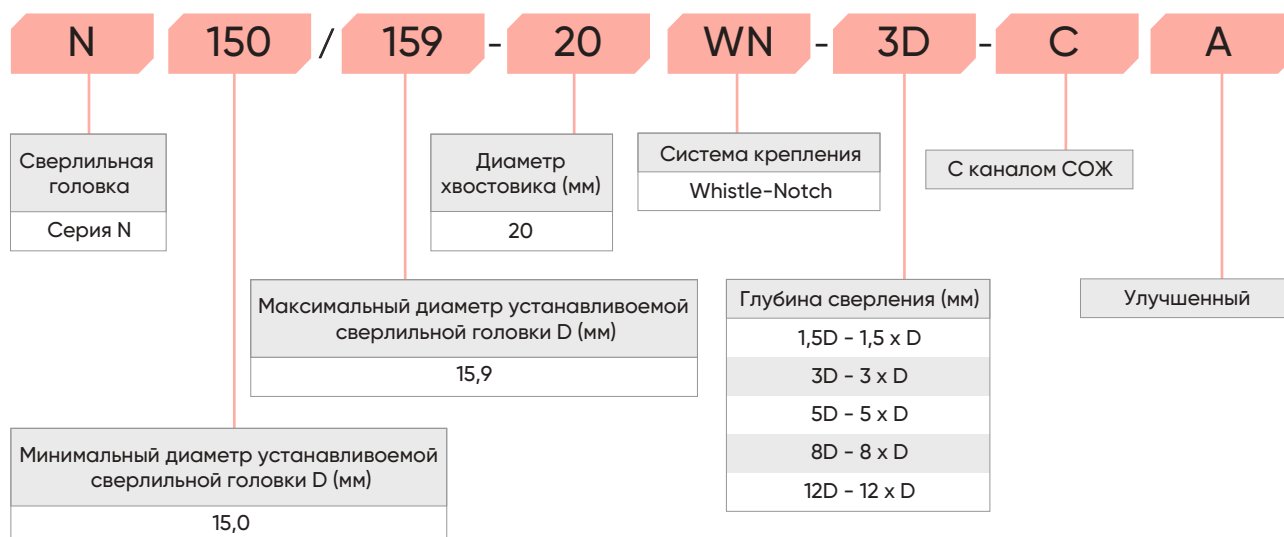 N 150 / 159 - 20 WN - 3D - C A
Сверлильная
головка
Серия N
Диаметр
хвостовика (мм)
20
Система крепления
Whistle-Notch
С каналом СОЖ
Максимальный диаметр устанавливоемой
сверлильной головки D (мм)
15,9
Глубина сверления (мм)
1,5D - 1,5 x D
3D - 3 x D
5D - 5 x D
8D - 8 x D
12D - 12 x D
Улучшенный
Минимальный диаметр устанавливоемой
сверлильной головки D (мм)
15,0